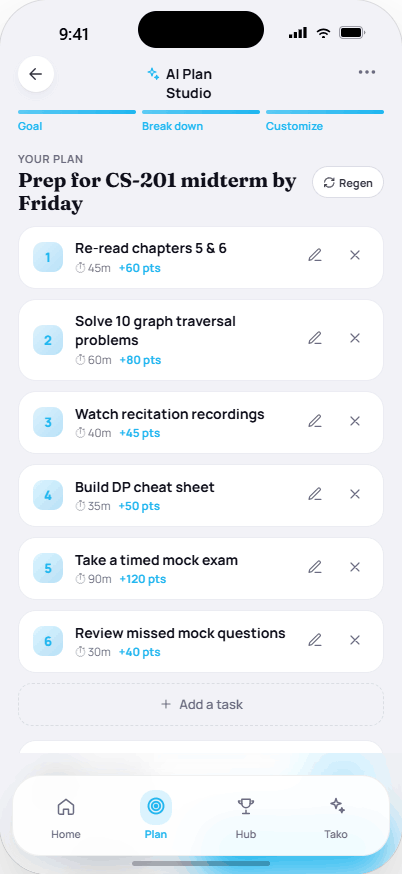 9:41
AI Plan
Studio
Goal
Break down
Customize
YOUR PLAN
Prep for CS-201 midterm by
Friday
Regen
1
Re-read chapters 5 & 6
45m +60 pts
2
Solve 10 graph traversal
problems
60m +80 pts
3
Watch recitation recordings
40m +45 pts
4
Build DP cheat sheet
35m +50 pts
5
Take a timed mock exam
90m +120 pts
6
Review missed mock questions
30m +40 pts
+ Add a task
Home
Plan
Hub
Tako